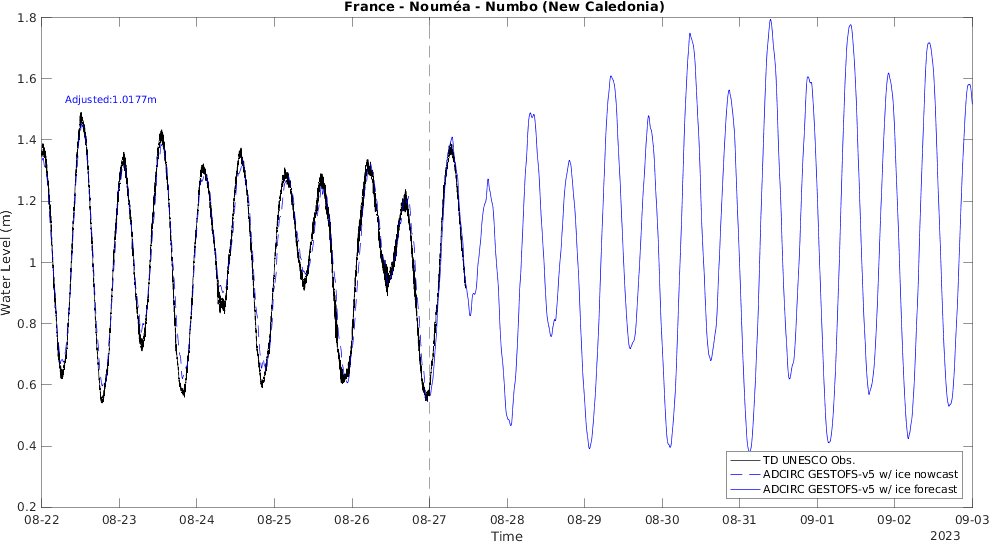 France - Nouméa - Numbo (New Caledonia)
Adjusted:1.0177m
Water Level (m)
1.8
1.6
1.4
1.2
1
0.8
0.6
0.4
0.2
TD UNESCO Obs.
ADCIRC GESTOFS-v5 w/ ice nowcast
ADCIRC GESTOFS-v5 w/ ice forecast
08-22 08-23 08-24 08-25 08-26 08-27 08-28 08-29 08-30 08-31 09-01 09-02 09-03
Time
2023